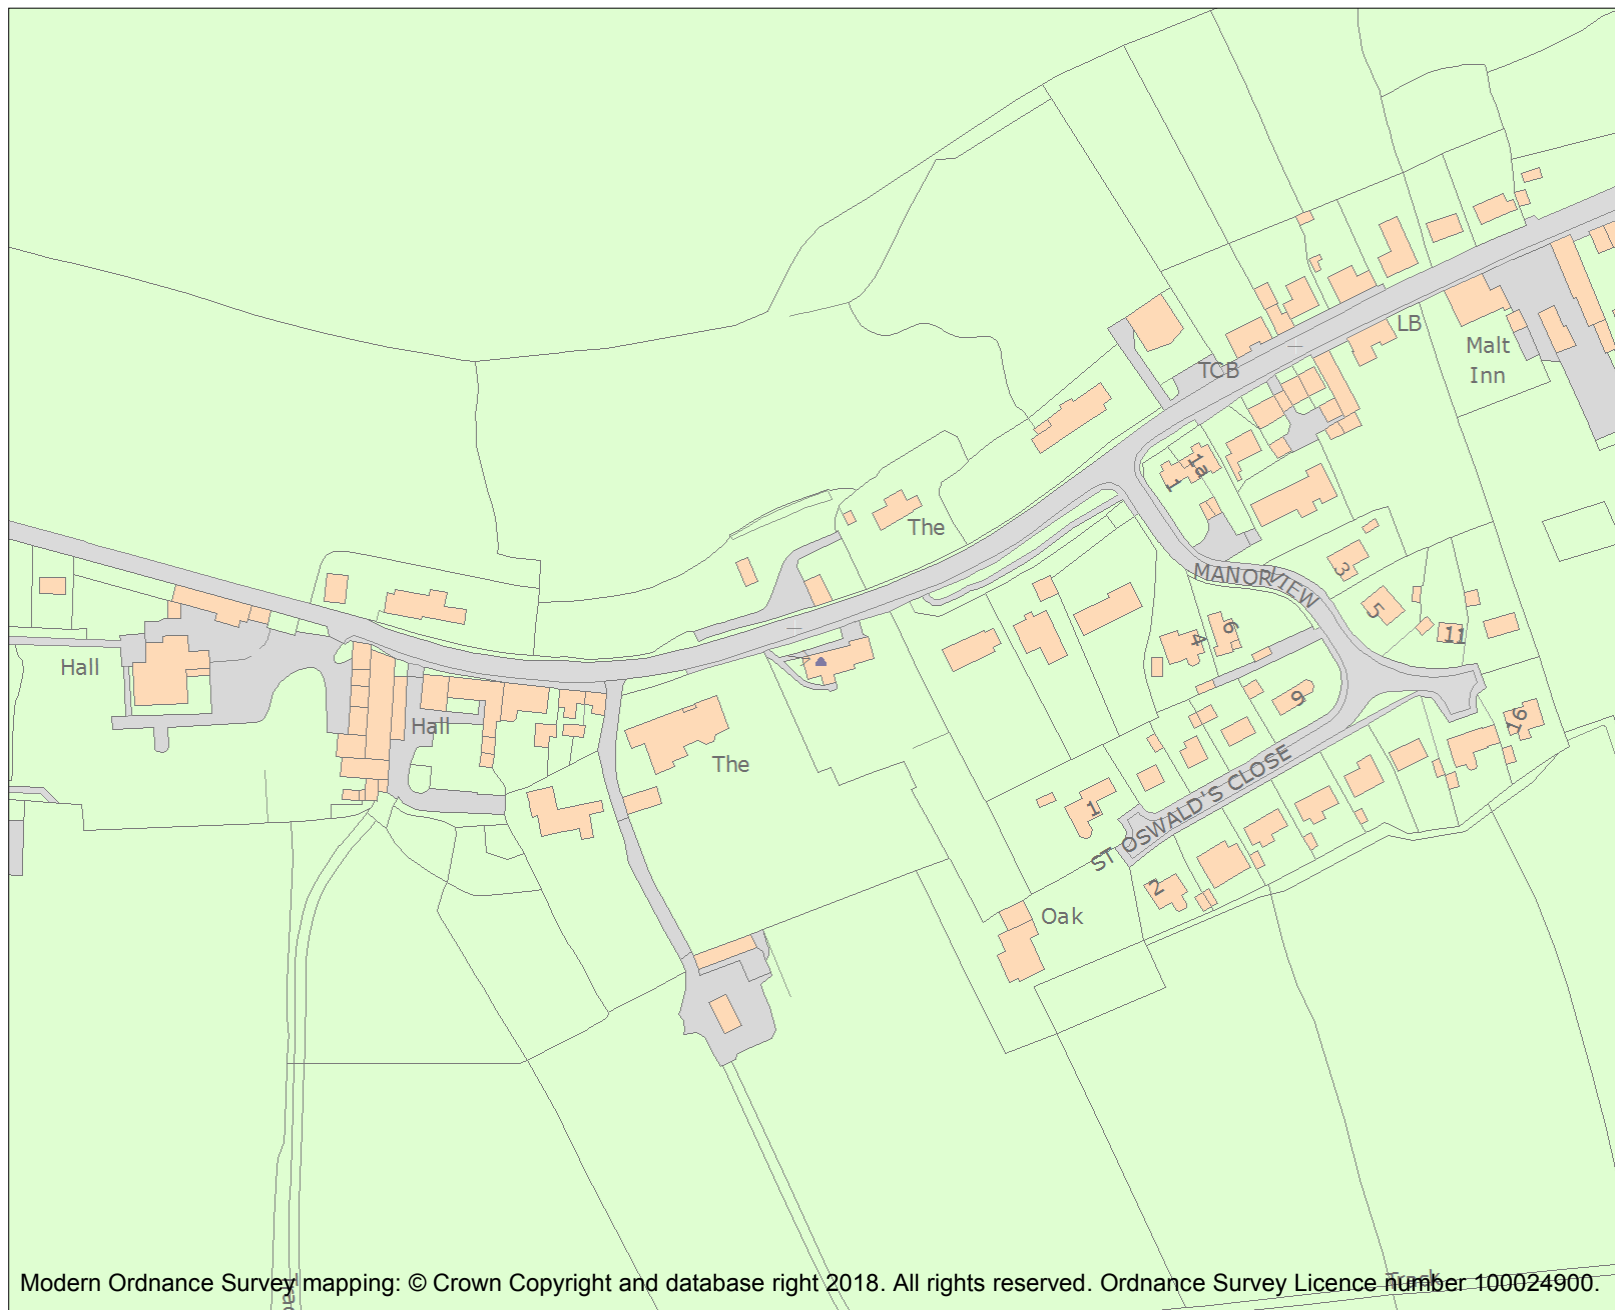 LB
Malt
Inn
TCB
1a
1
The
3
MANOR VIEW
5
11
4
6
Hall
Hall
The
9
16
1
ST OSWALD'S CLOSE
2
Oak
Track
Modern Ordnance Survey mapping: © Crown Copyright and database right 2018. All rights reserved. Ordnance Survey Licence number 100024900.